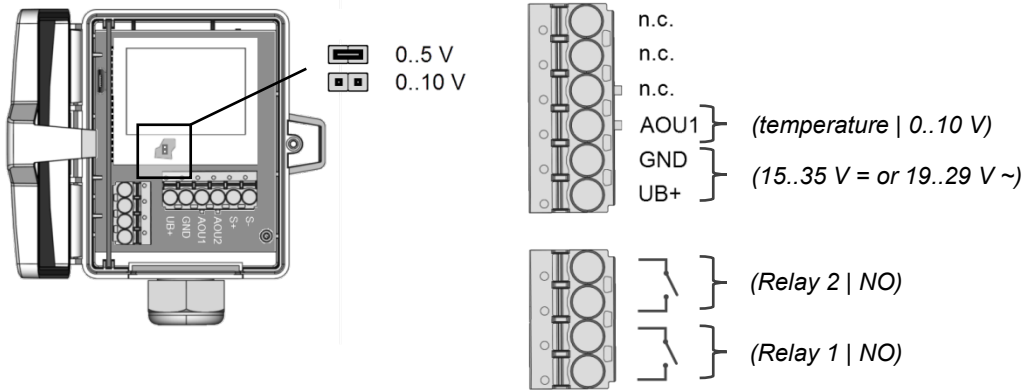 0..5 V
0..10 V
UB+
GND
AOU1
AOU2
S+
S-
n.c.
n.c.
n.c.
AOU1 (temperature | 0..10 V)
GND
(15..35 V = or 19..29 V ~)
UB+
(Relay 2 | NO)
(Relay 1 | NO)